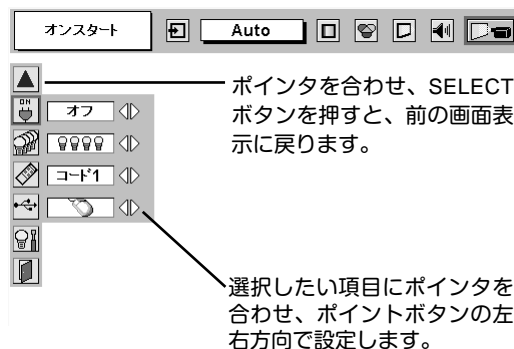 オンスタート
Auto
ON
オフ
コード1
ポインタを合わせ、SELECT
ボタンを押すと、前の画面表
示に戻ります。
選択したい項目にポインタを
合わせ、ポイントボタンの左
右方向で設定します。